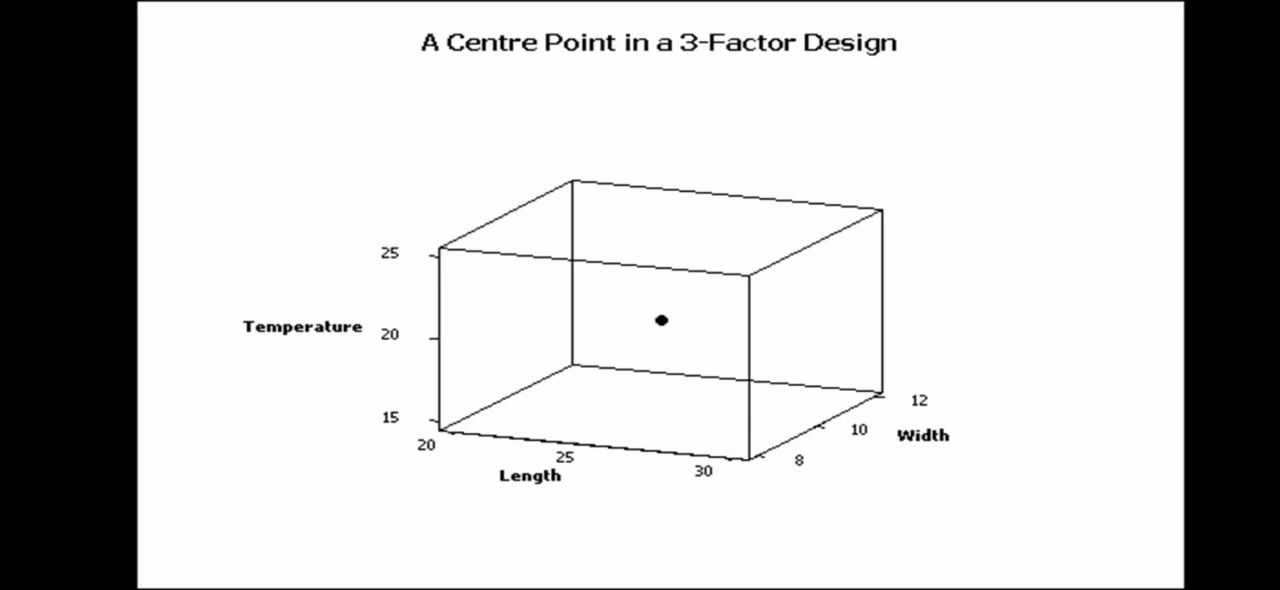 A Centre Point in a 3-Factor Design
25
Temperature 20
15
20
25
30
Length
8
10
12
Width